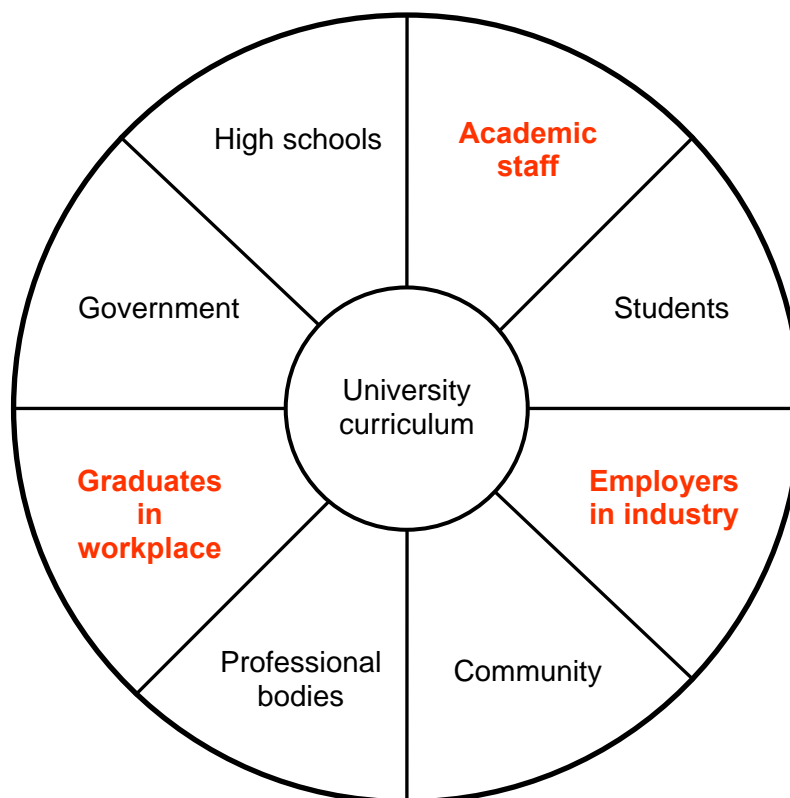 High schools
Academic
staff
Government
Students
University
curriculum
Graduates
in
workplace
Employers
in industry
Professional
bodies
Community